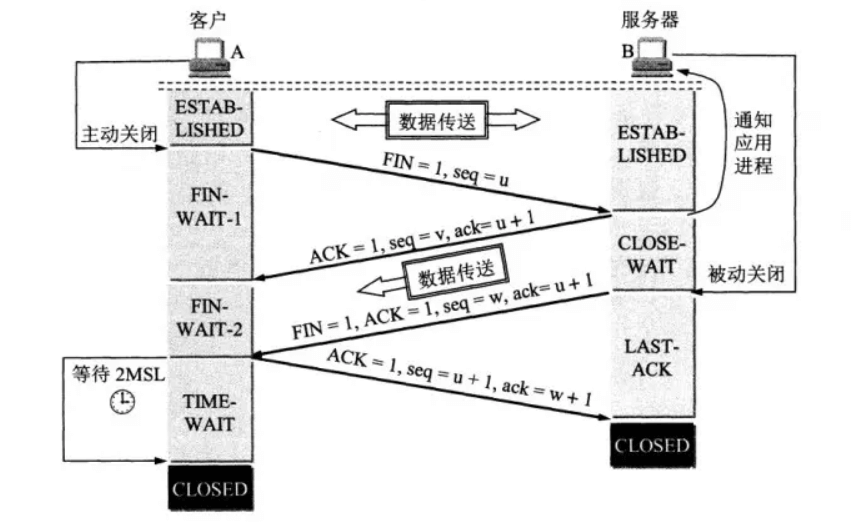 客户
服务器
A
B
ESTAB-
LISHED
主动关闭
数据传送
ESTAB-
LISHED
通知
应用
进程
FIN = 1, seq = u
FIN-
WAIT-1
ACK = 1, seq = v, ack= u + 1
CLOSE-
WAIT
数据传送
被动关闭
FIN-
WAIT-2
FIN = 1, ACK = 1, seq = w, ack= u + 1
LAST-
ACK
ACK = 1, seq = u + 1, ack = w + 1
等待 2MSL
TIME-
WAIT
CLOSED
CLOSED